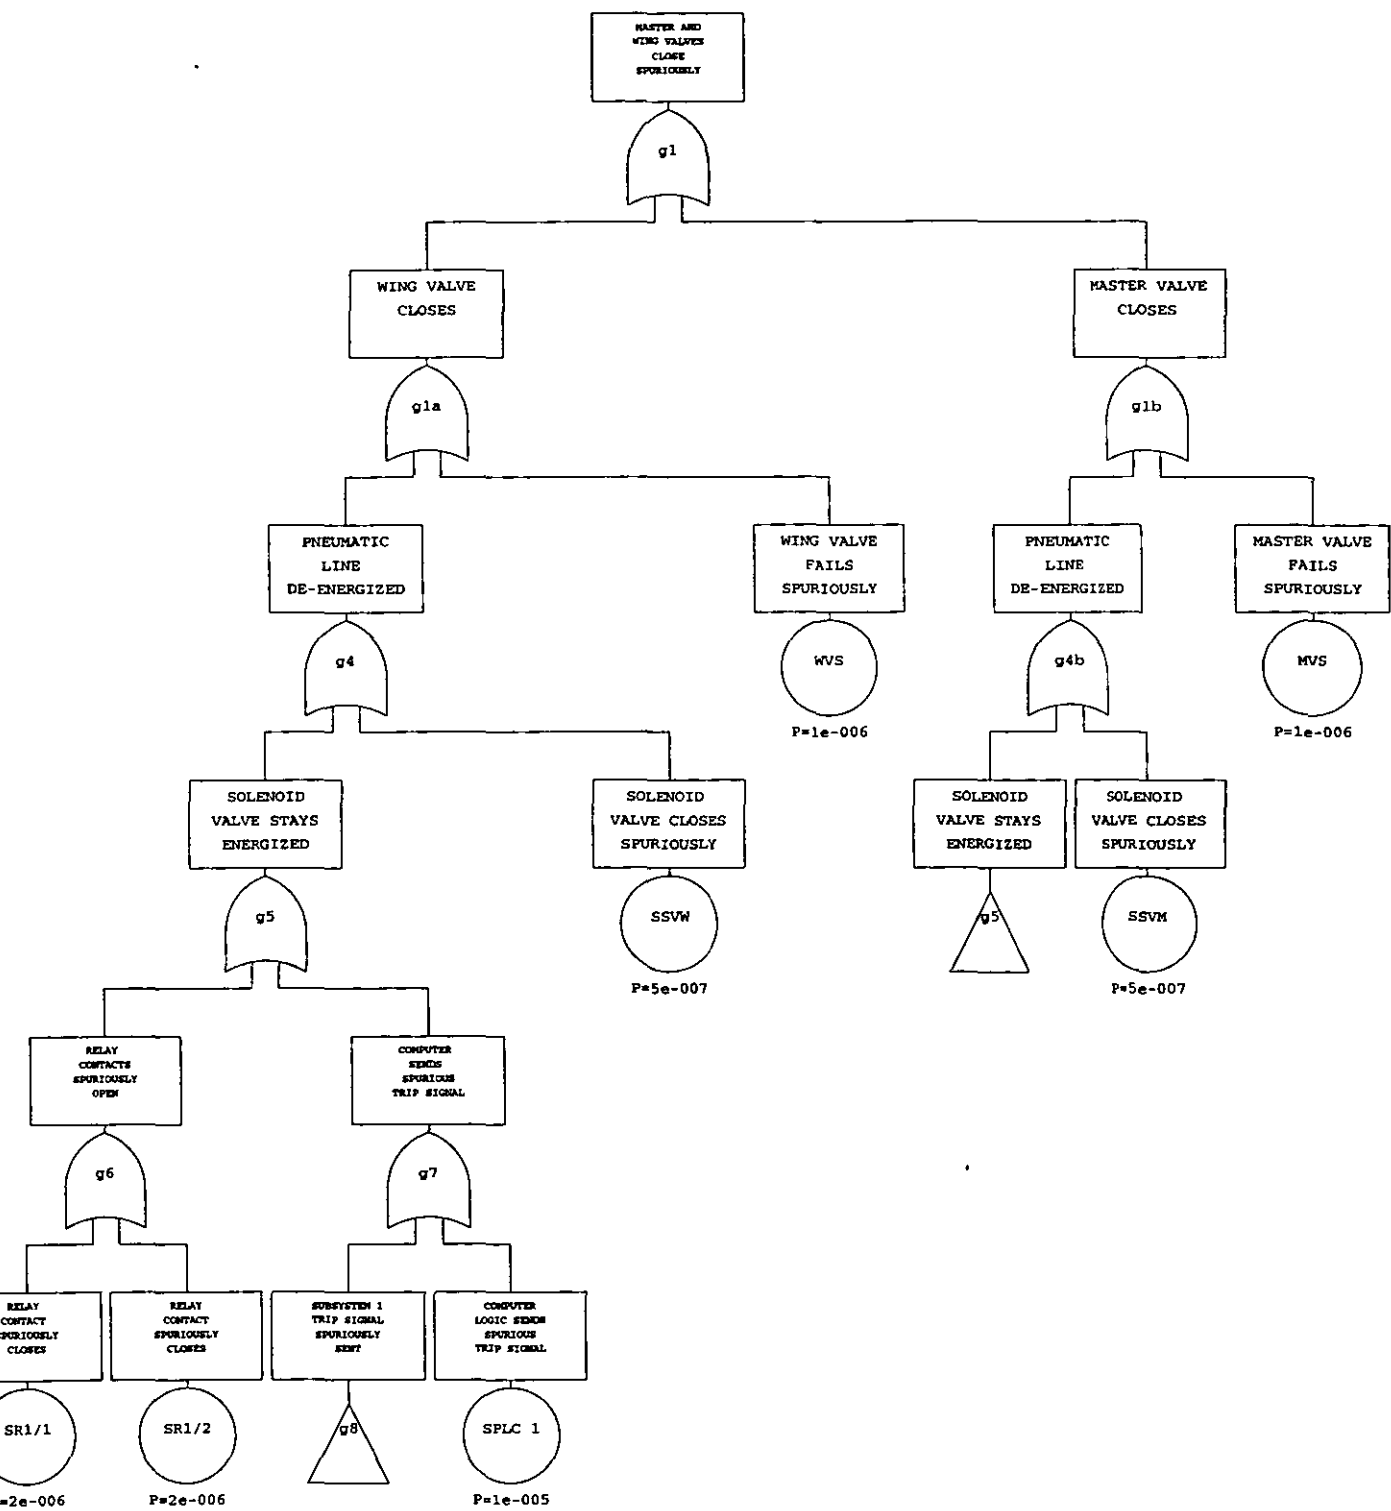 MASTER AND
WING VALVES
CLOSE
SPURIOUSLY
g1
WING VALVE
CLOSES
MASTER VALVE
CLOSES
g1a
g1b
PNEUMATIC
LINE
DE-ENERGIZED
WING VALVE
FAILS
SPURIOUSLY
PNEUMATIC
LINE
DE-ENERGIZED
MASTER VALVE
FAILS
SPURIOUSLY
g4
WVS
P=1e-006
g4b
MVS
P=1e-006
SOLENOID
VALVE STAYS
ENERGIZED
SOLENOID
VALVE CLOSES
SPURIOUSLY
SOLENOID
VALVE STAYS
ENERGIZED
SOLENOID
VALVE CLOSES
SPURIOUSLY
g5
SSVW
P=5e-007
g5
SSVM
P=5e-007
RELAY
CONTACTS
SPURIOUSLY
OPEN
COMPUTER
SENDS
SPURIOUS
TRIP SIGNAL
g6
g7
RELAY
CONTACT
PURIOUSLY
CLOSES
RELAY
CONTACT
SPURIOUSLY
CLOSES
SUBSYSTEM 1
TRIP SIGNAL
SPURIOUSLY
SENT
COMPUTER
LOGIC SENDS
SPURIOUS
TRIP SIGNAL
SR1/1
=2e-006
SR1/2
P=2e-006
g8
SPLC 1
P=1e-005